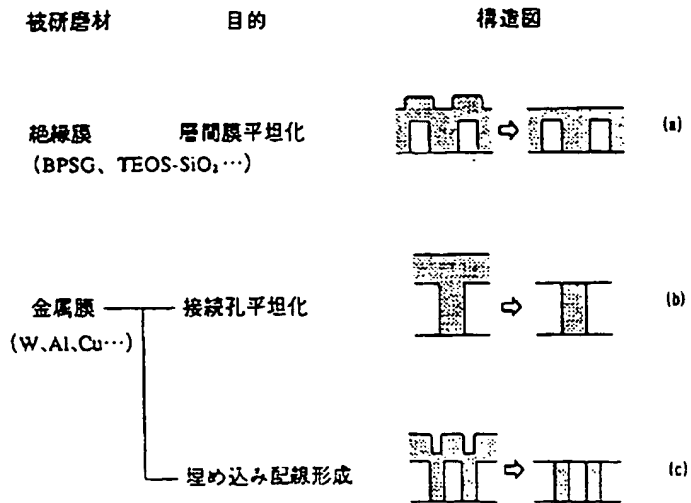 被研磨材 目的 構造図
絶縁膜 層間膜平坦化 (a)
(BPSG、TEOS-SiO₂…)
金属膜 接続孔平坦化 (b)
(W、Al、Cu…)
埋め込み配線形成 (c)